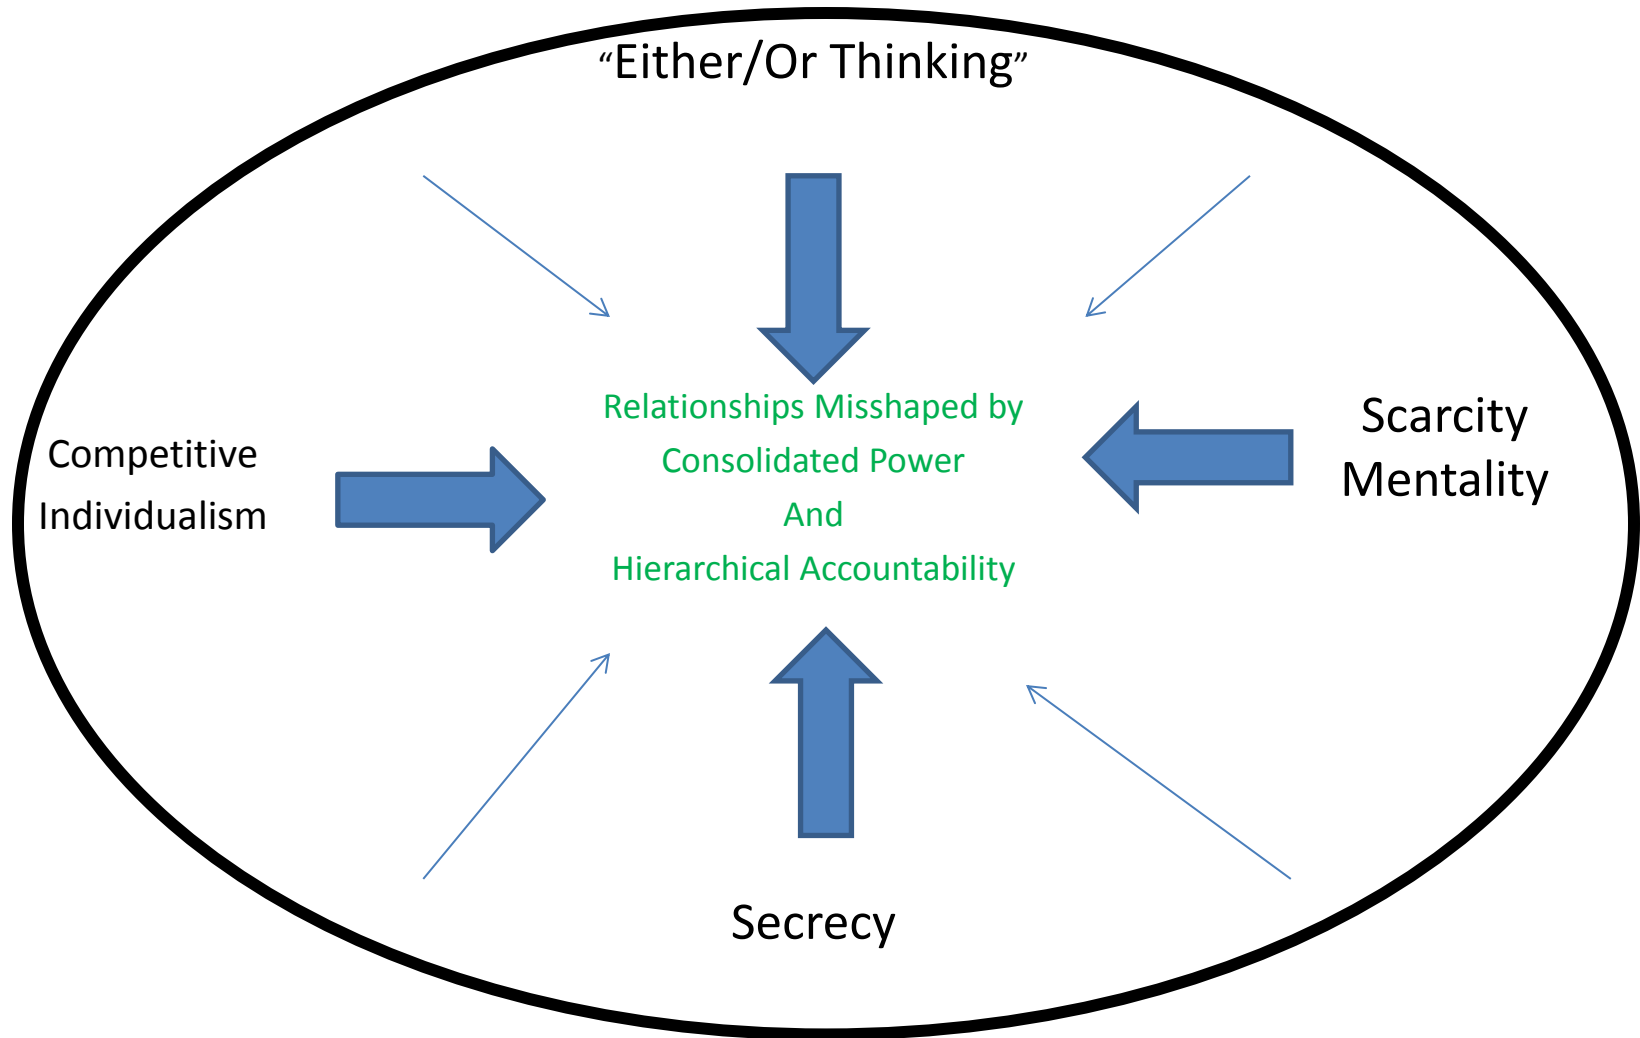 “Either/Or Thinking”
Relationships Misshaped by
Consolidated Power
And
Hierarchical Accountability
Competitive
Individualism
Scarcity
Mentality
Secrecy